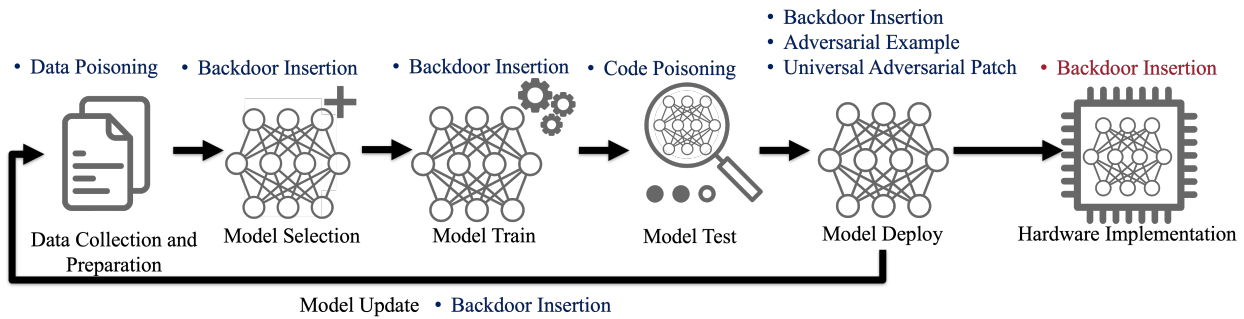 • Backdoor Insertion
• Adversarial Example
• Universal Adversarial Patch
• Data Poisoning
• Backdoor Insertion
• Backdoor Insertion
• Code Poisoning
• Backdoor Insertion
Data Collection and
Preparation
Model Selection
Model Train
Model Test
Model Deploy
Hardware Implementation
Model Update • Backdoor Insertion